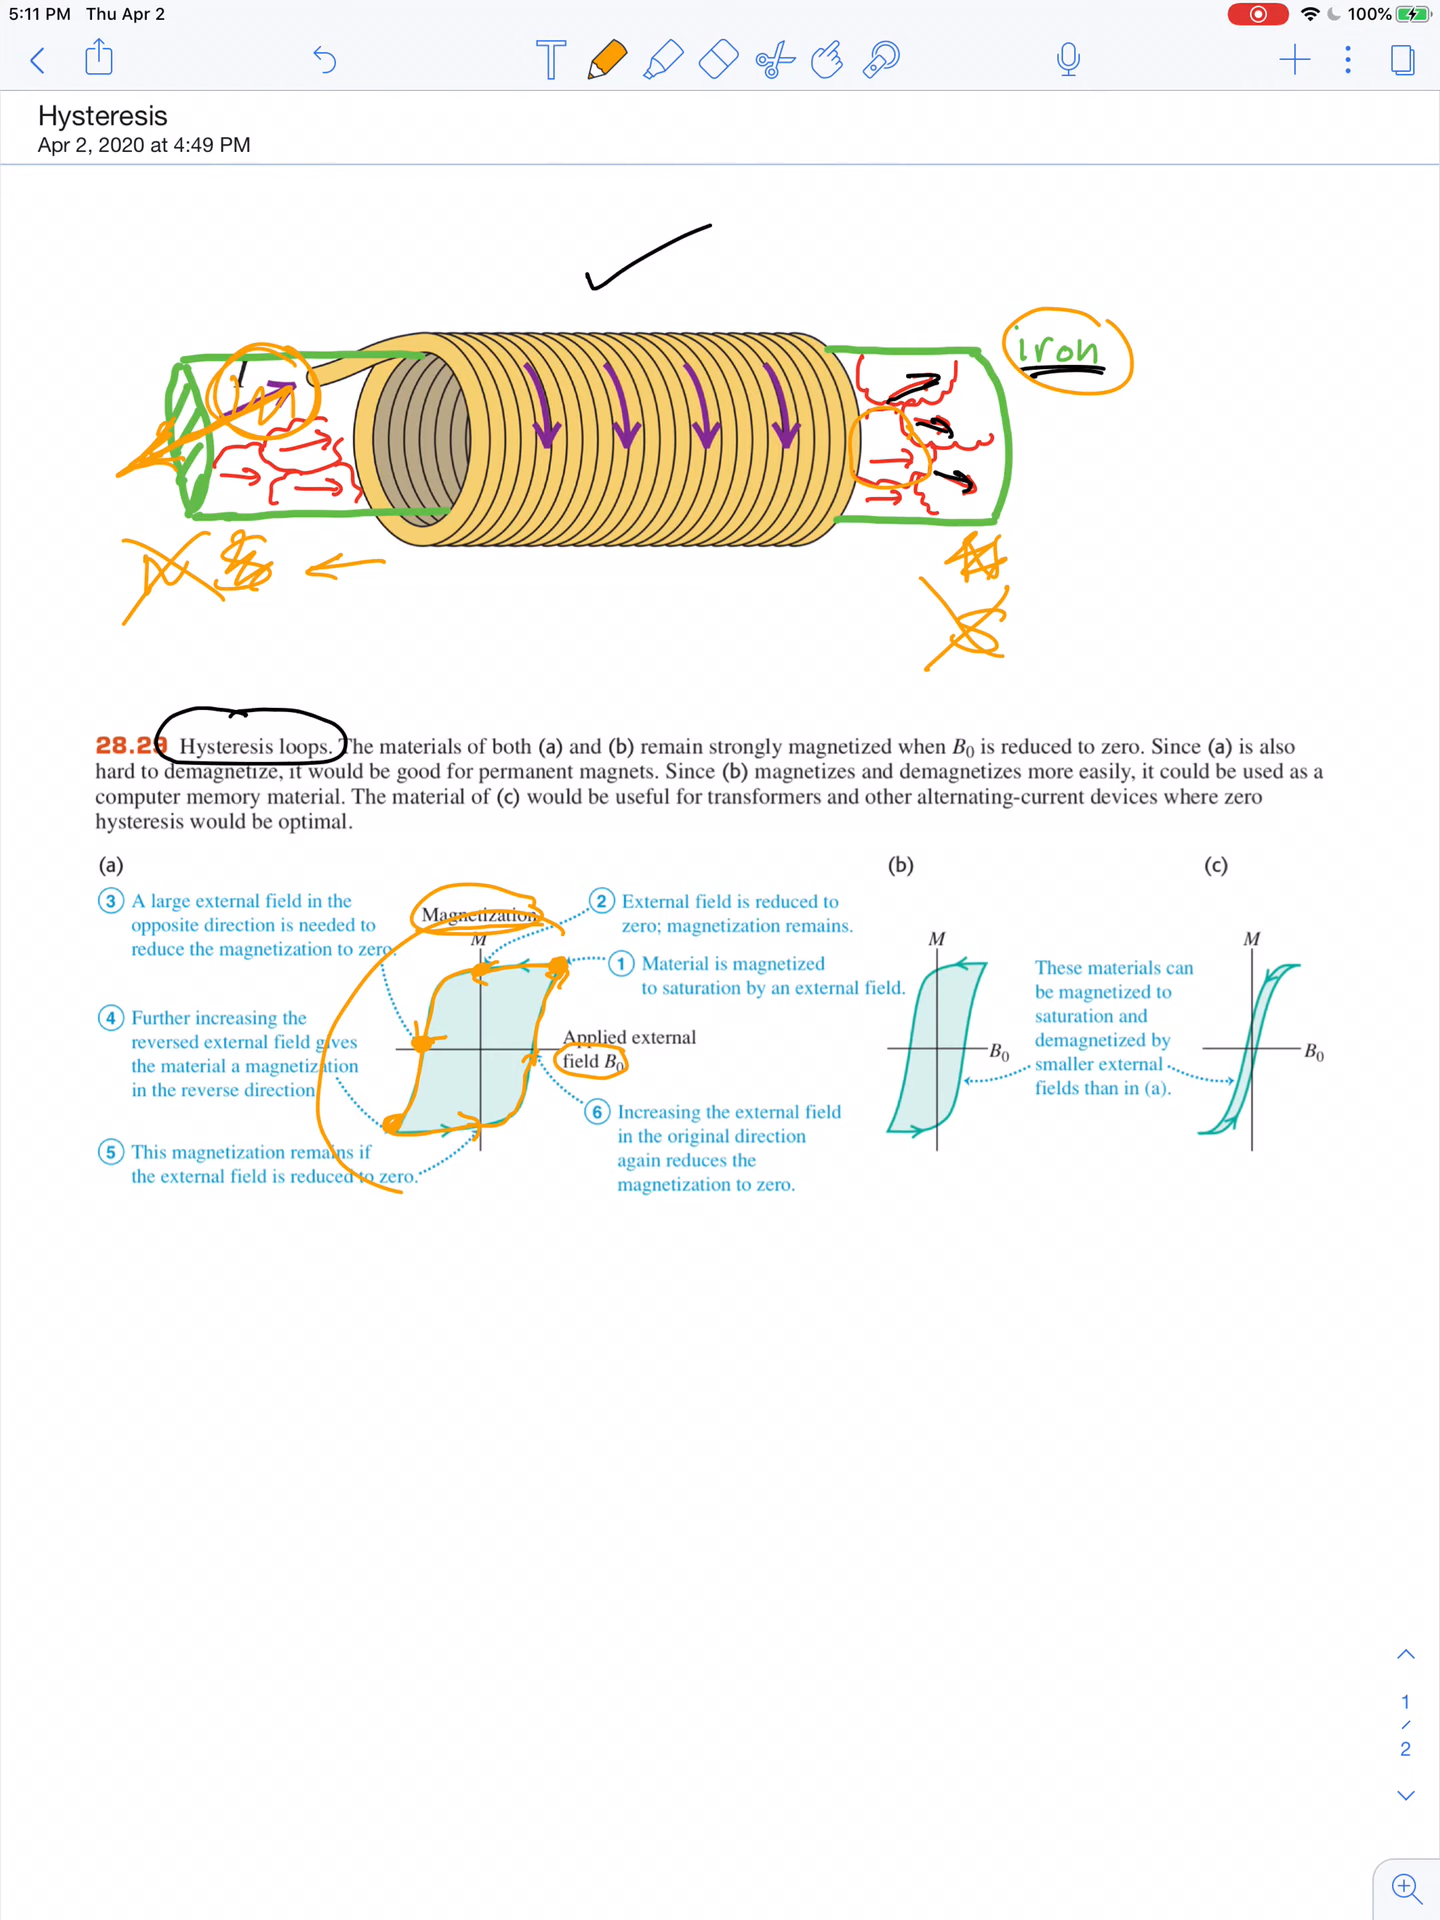 5:11 PM Thu Apr 2
100%
T
Hysteresis
Apr 2, 2020 at 4:49 PM
iron
28.29 Hysteresis loops. The materials of both (a) and (b) remain strongly magnetized when B0 is reduced to zero. Since (a) is also
hard to demagnetize, it would be good for permanent magnets. Since (b) magnetizes and demagnetizes more easily, it could be used as a
computer memory material. The material of (c) would be useful for transformers and other alternating-current devices where zero
hysteresis would be optimal.
(a)
3 A large external field in the
opposite direction is needed to
reduce the magnetization to zero.
4 Further increasing the
reversed external field gives
the material a magnetization
in the reverse direction.
5 This magnetization remains if
the external field is reduced to zero.
Magnetization
M
2 External field is reduced to
zero; magnetization remains.
1 Material is magnetized
to saturation by an external field.
Applied external
field B0
6 Increasing the external field
in the original direction
again reduces the
magnetization to zero.
(b)
M
B0
These materials can
be magnetized to
saturation and
demagnetized by
smaller external
fields than in (a).
(c)
M
B0
1
/
2